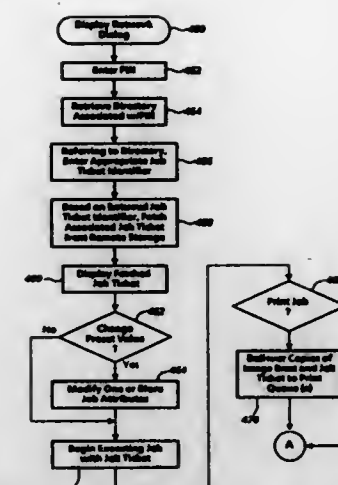 Display Network
Dialog
Enter PIN
452
Retrieve Directory
Associated w/PIN
454
Referring to Directory,
Enter Appropriate Job
Ticket Identifier
Based on Entered Job
Ticket Identifier, Fetch
Associated Job Ticket
from Remote Storage
Display Fetched
Job Ticket
Change
Preset Value
?
No
Yes
Modify One or More
Job Attributes
Begin Executing Job
with Job Ticket
Print Job
?
Deliver Copies of
Image Data and Job
Ticket to Print
Queue(s)
A